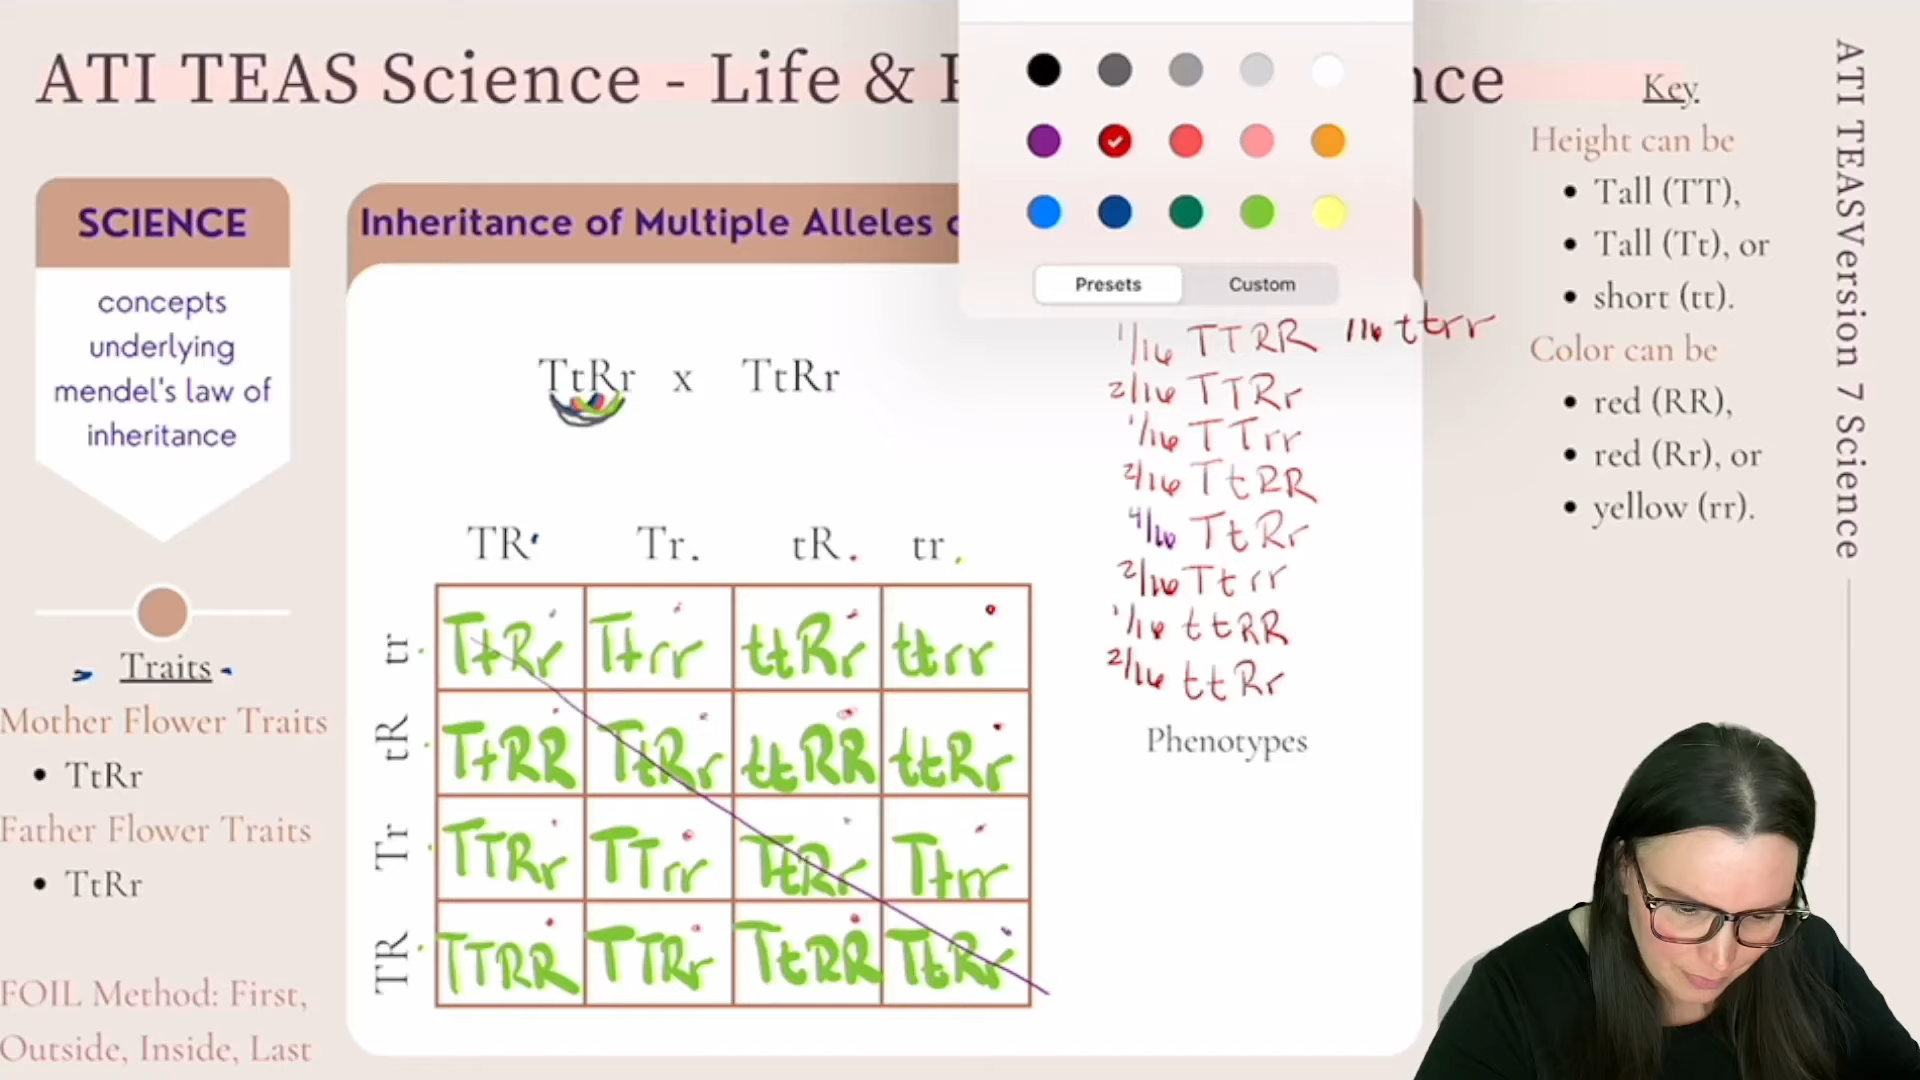 ATI TEAS Science - Life & nce
SCIENCE
concepts
underlying
mendel's law of
inheritance
Traits
Mother Flower Traits
TtRr
Father Flower Traits
TtRr
FOIL Method: First,
Outside, Inside, Last
Inheritance of Multiple Alleles
Presets Custom
TtRr x TtRr
TR Tr tR tr
tr TtRr Ttrr ttRr ttrr
tR TtRR TtRr ttRR ttRr
Tr TTRr TTrr TtRr Ttrr
TR TTRR TTRr TtRR TtRr
1/16 TTRR 1/16 ttrr
2/16 TTRr
1/16 TTrr
2/16 TtRR
4/16 TtRr
2/16 Ttrr
1/16 ttRR
2/16 ttRr
Phenotypes
Key
Height can be
Tall (TT),
Tall (Tt), or
short (tt).
Color can be
red (RR),
red (Rr), or
yellow (rr).
ATI TEASVersion 7 Science